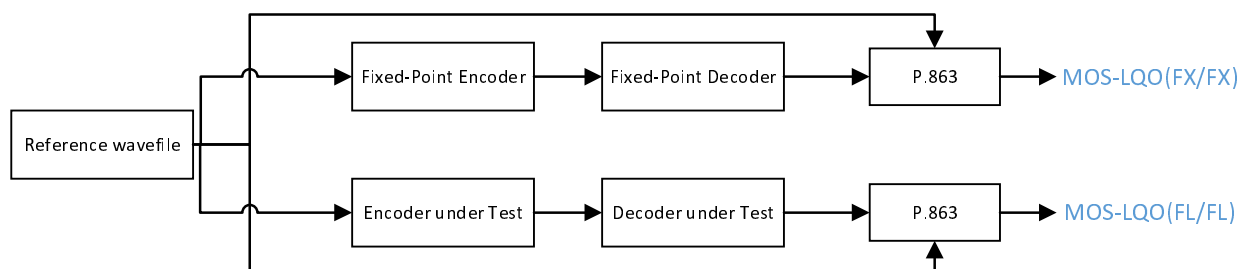 Fixed-Point Encoder
Fixed-Point Decoder
P.863
MOS-LQO(FX/FX)
Reference wavefile
Encoder under Test
Decoder under Test
P.863
MOS-LQO(FL/FL)